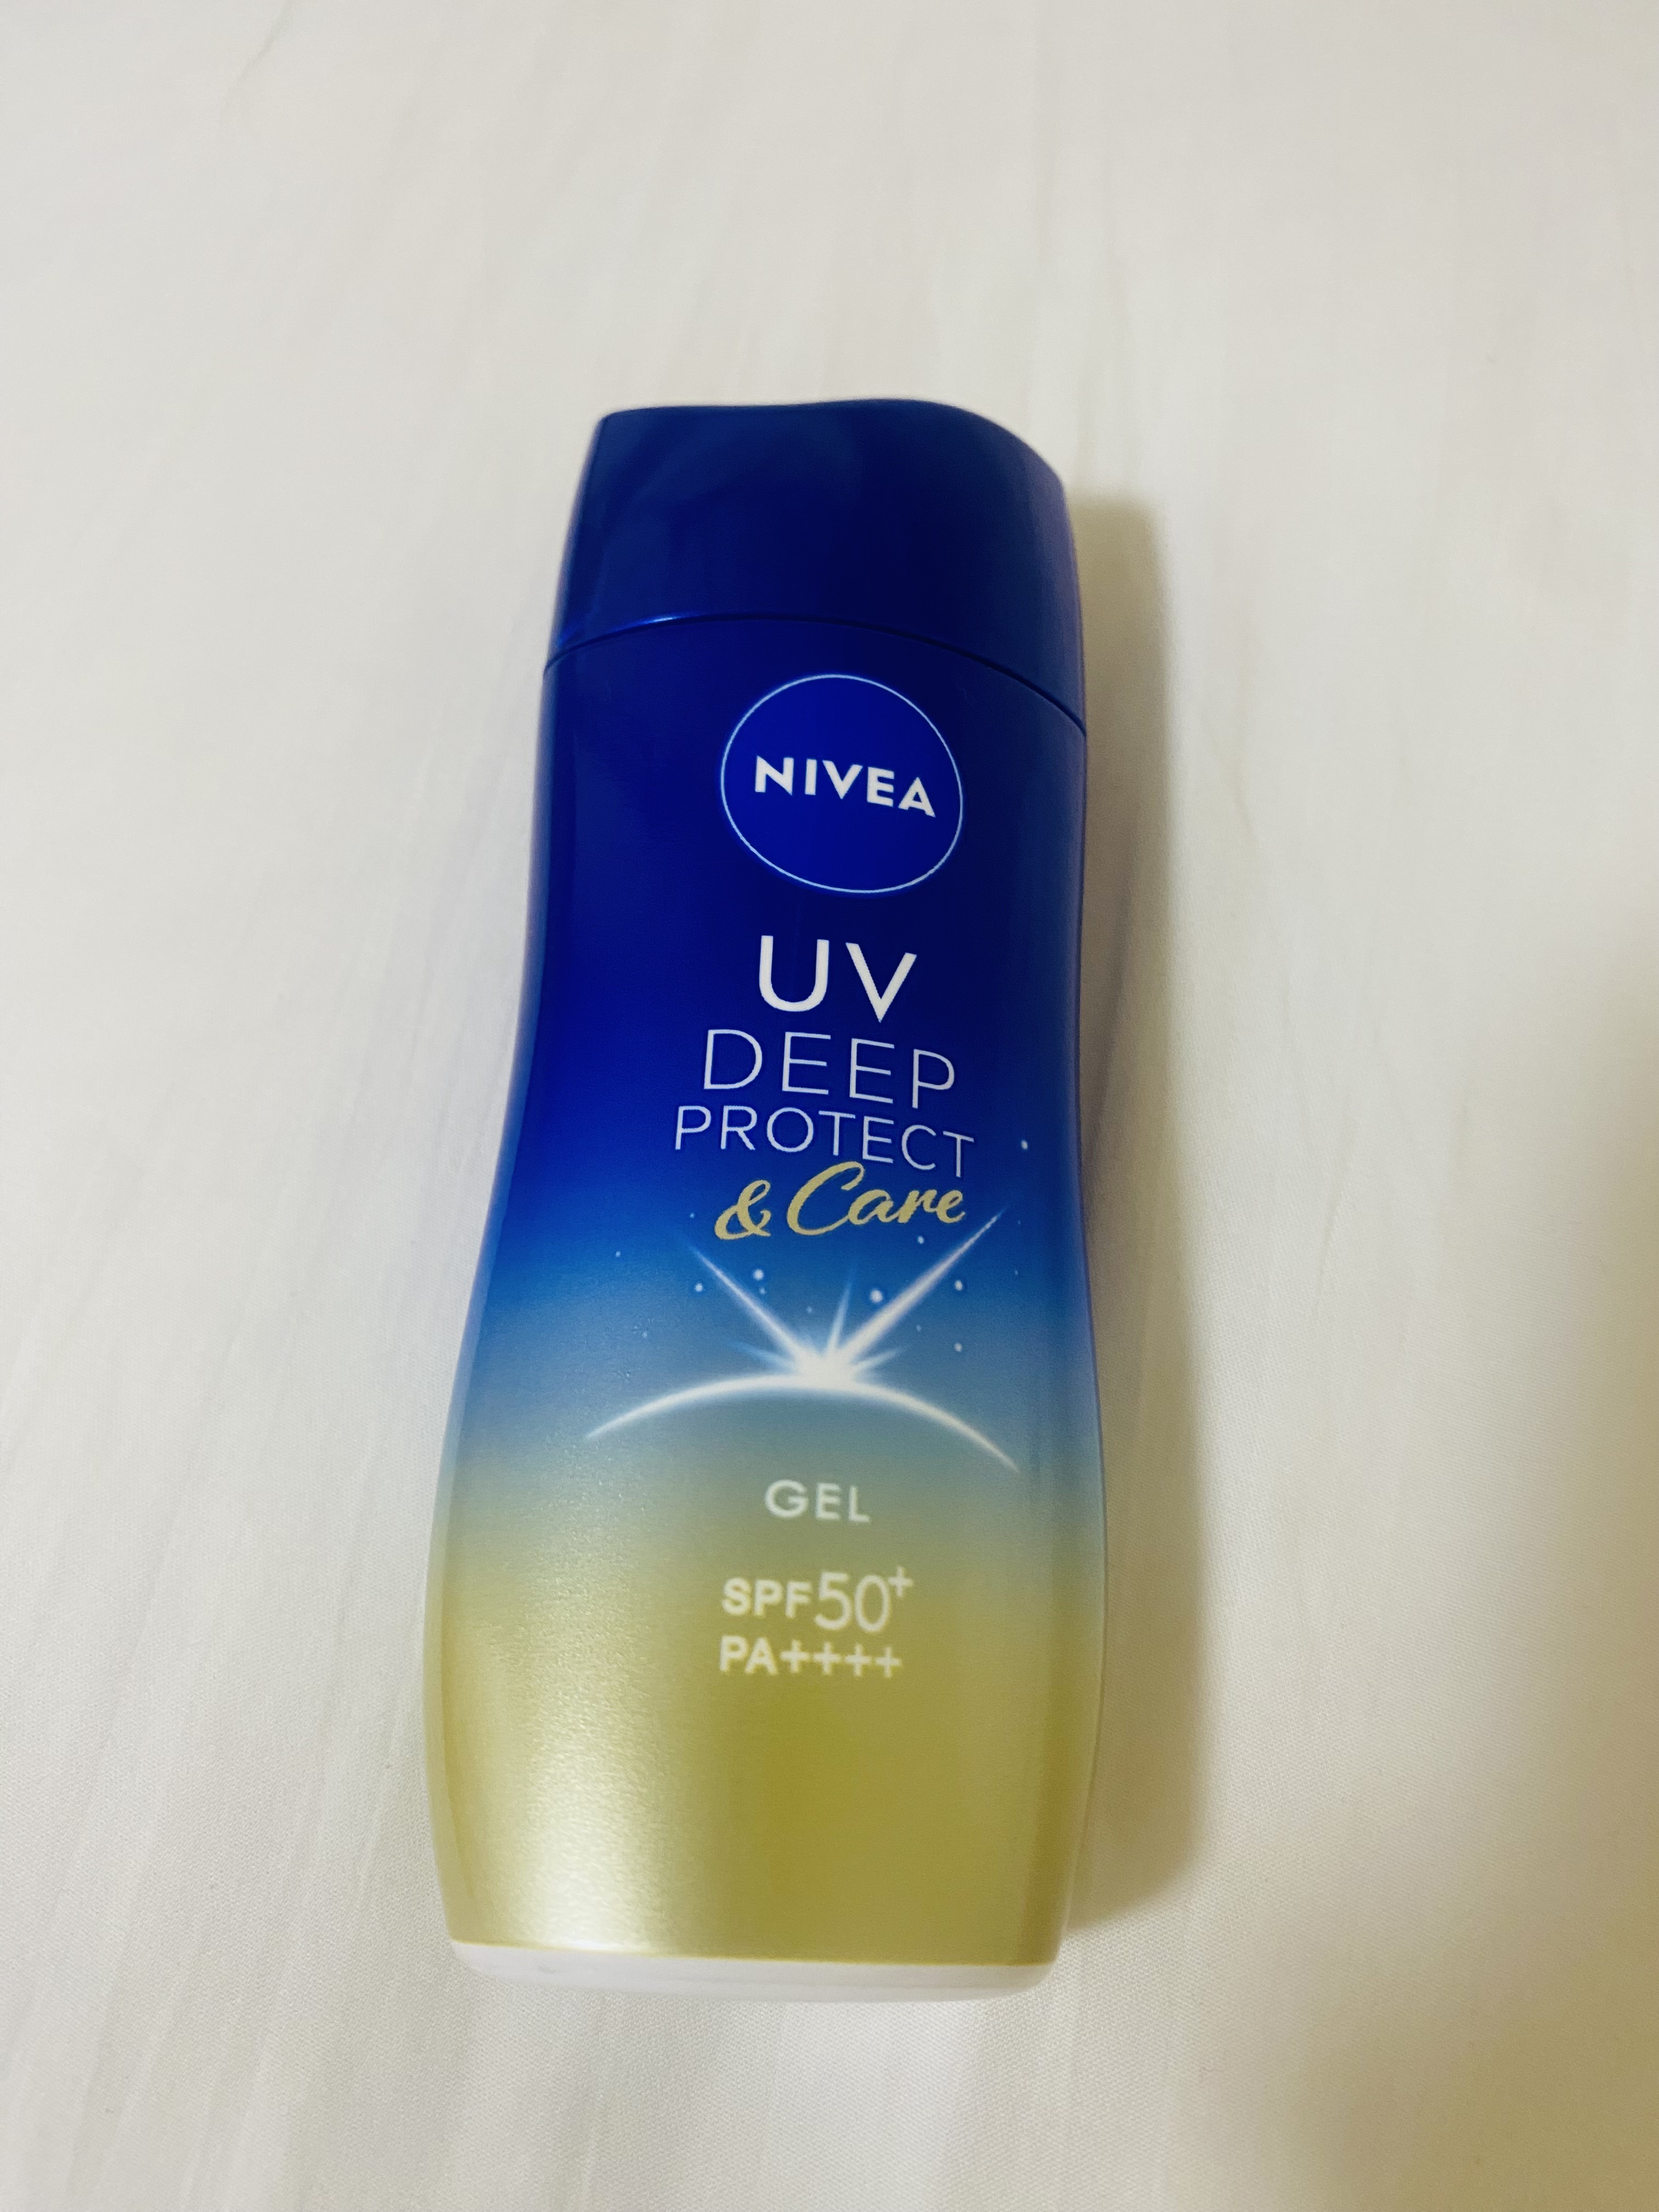 NIVEA
UV
DEEP
PROTECT
& Care
GEL
SPF50+
PA++++